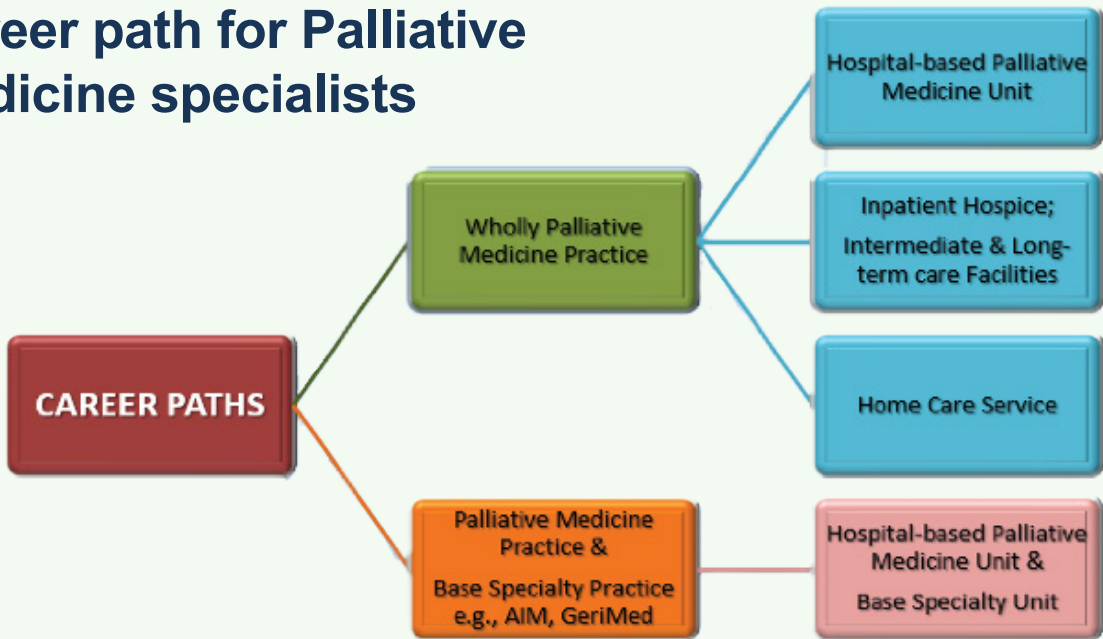 reer path for Palliative
dicine specialists
Hospital-based Palliative
Medicine Unit
Wholly Palliative
Medicine Practice
Inpatient Hospice;
Intermediate & Long-
term care Facilities
CAREER PATHS
Home Care Service
Palliative Medicine
Practice &
Base Specialty Practice
e.g., AIM, GeriMed
Hospital-based Palliative
Medicine Unit &
Base Specialty Unit